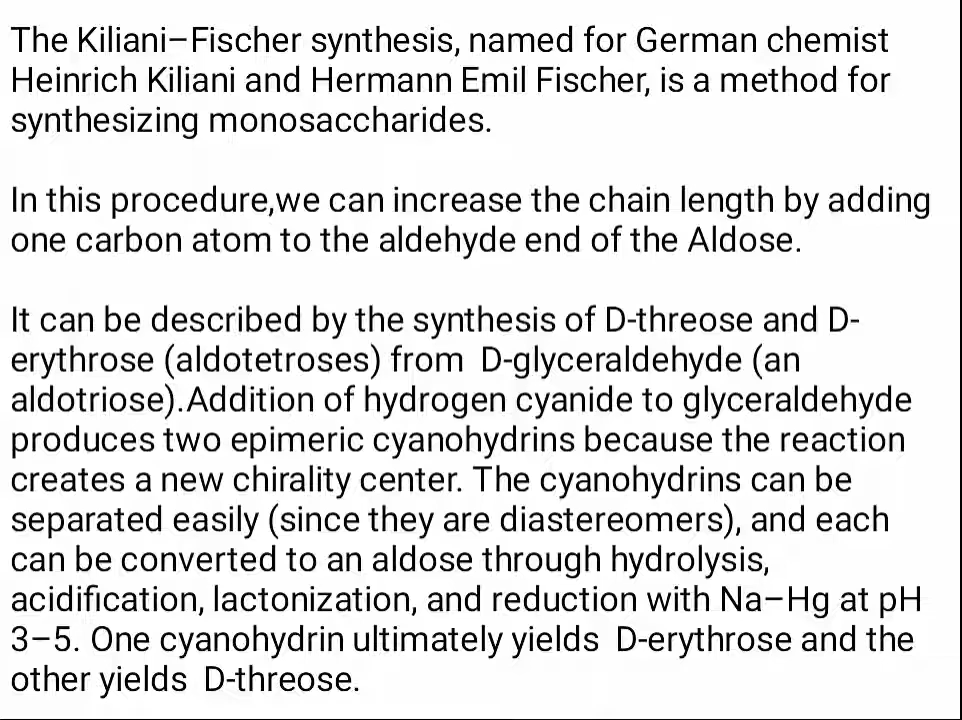 The Kiliani–Fischer synthesis, named for German chemist
Heinrich Kiliani and Hermann Emil Fischer, is a method for
synthesizing monosaccharides.
In this procedure,we can increase the chain length by adding
one carbon atom to the aldehyde end of the Aldose.
It can be described by the synthesis of D-threose and D-
erythrose (aldotetroses) from  D-glyceraldehyde (an
aldotriose).Addition of hydrogen cyanide to glyceraldehyde
produces two epimeric cyanohydrins because the reaction
creates a new chirality center. The cyanohydrins can be
separated easily (since they are diastereomers), and each
can be converted to an aldose through hydrolysis,
acidification, lactonization, and reduction with Na–Hg at pH
3–5. One cyanohydrin ultimately yields  D-erythrose and the
other yields  D-threose.